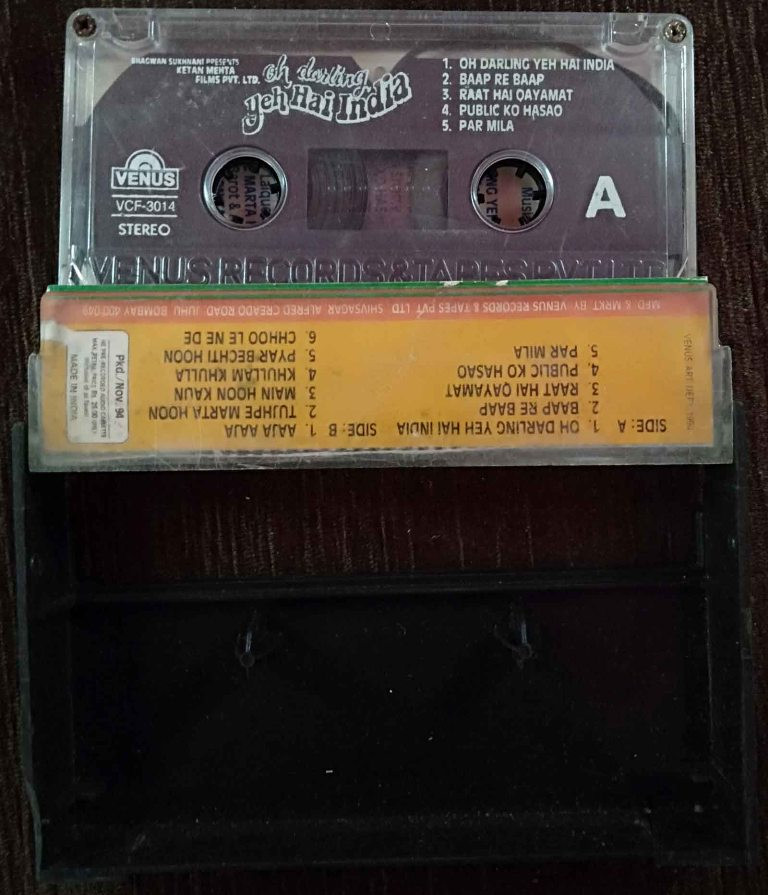 BHAGWAN SUKHNANI PRESENTS
KETAN MEHTA
FILMS PVT. LTD.
oh darling
yeh Hai India
1. OH DARLING YEH HAI INDIA
2. BAAP RE BAAP
3. RAAT HAI QAYAMAT
4. PUBLIC KO HASAO
5. PAR MILA
VENUS
VCF-3014
STEREO
A
VENUS RECORDS & TAPES PVT. LTD.
MFD & MRKT. BY VENUS RECORDS & TAPES PVT LTD SHIVSAGAR ALFRED CREADO ROAD JUHU BOMBAY 400 049
SIDE: A
1. OH DARLING YEH HAI INDIA
2. BAAP RE BAAP
3. RAAT HAI QAYAMAT
4. PUBLIC KO HASAO
5. PAR MILA
SIDE: B
1. AAJA AAJA
2. TUJHPE MARTA HOON
3. MAIN HOON KAUN
4. KHULLAM KHULLA
5. PYAR BECHTI HOON
6. CHHOO LE NE DE
VENUS ART DEPT. 1994
Pkd./Nov. 94
MADE IN INDIA